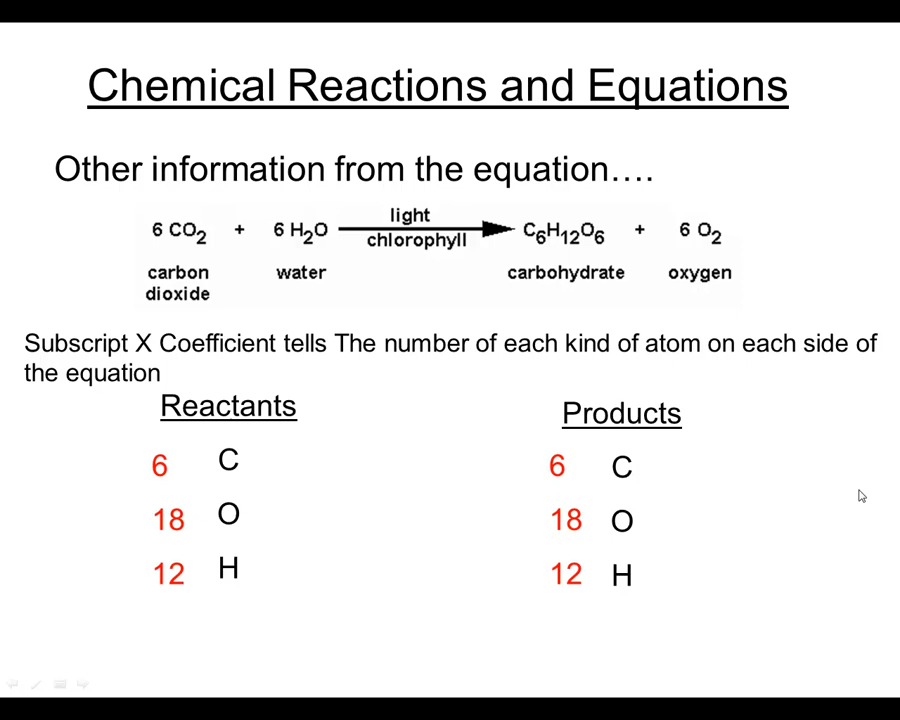 Chemical Reactions and Equations
Other information from the equation….
6 CO₂ + 6 H₂O light C₆H₁₂O₆ + 6 O₂
chlorophyll
carbon water carbohydrate oxygen
dioxide
Subscript X Coefficient tells The number of each kind of atom on each side of
the equation
Reactants Products
6 C 6 C
18 O 18 O
12 H 12 H